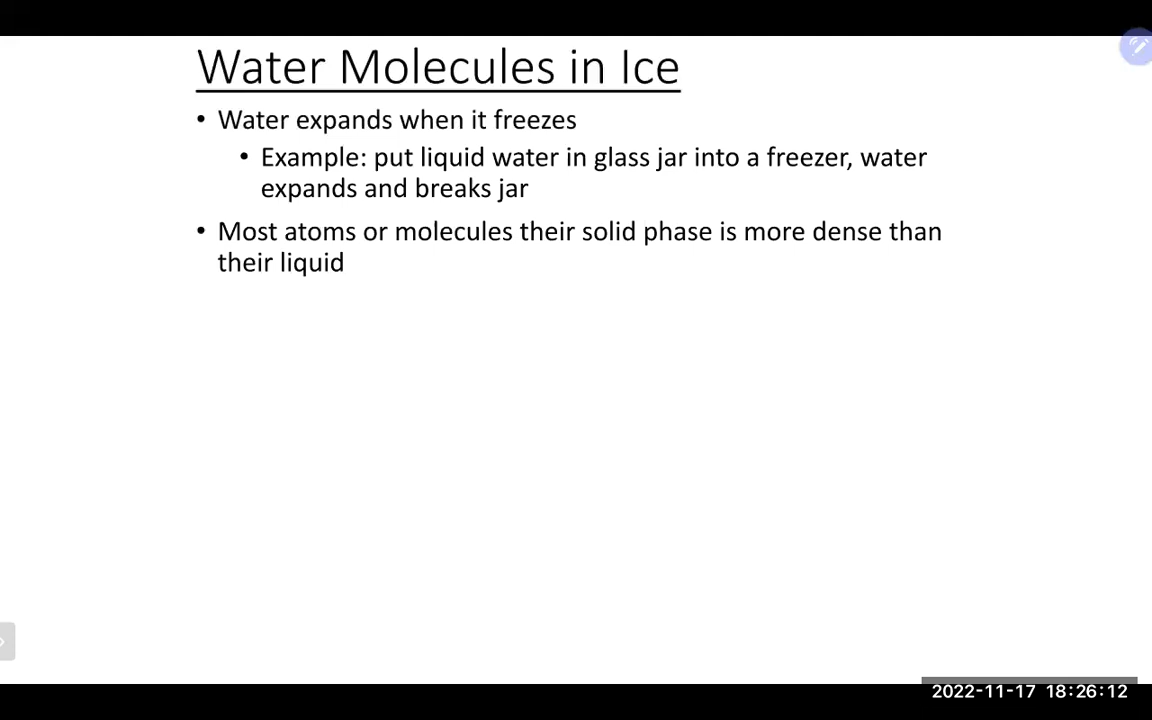 Water Molecules in Ice
• Water expands when it freezes
• Example: put liquid water in glass jar into a freezer, water
expands and breaks jar
• Most atoms or molecules their solid phase is more dense than
their liquid
2022-11-17 18:26:12